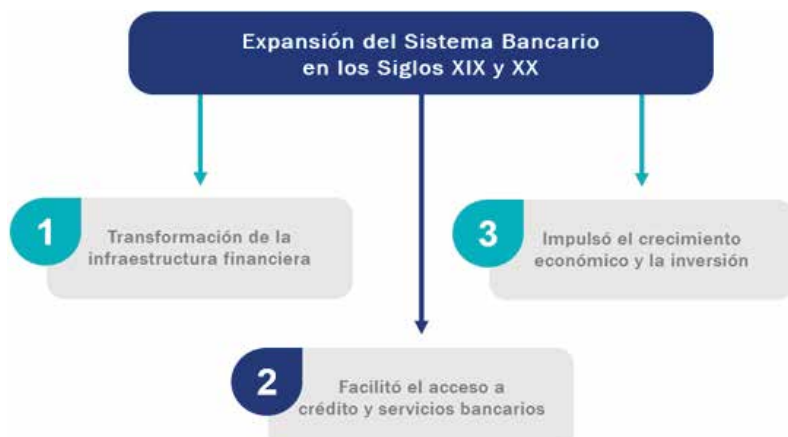 Expansión del Sistema Bancario
en los Siglos XIX y XX
1
Transformación de la
infraestructura financiera
3
Impulsó el crecimiento
económico y la inversión
2
Facilitó el acceso a
crédito y servicios bancarios